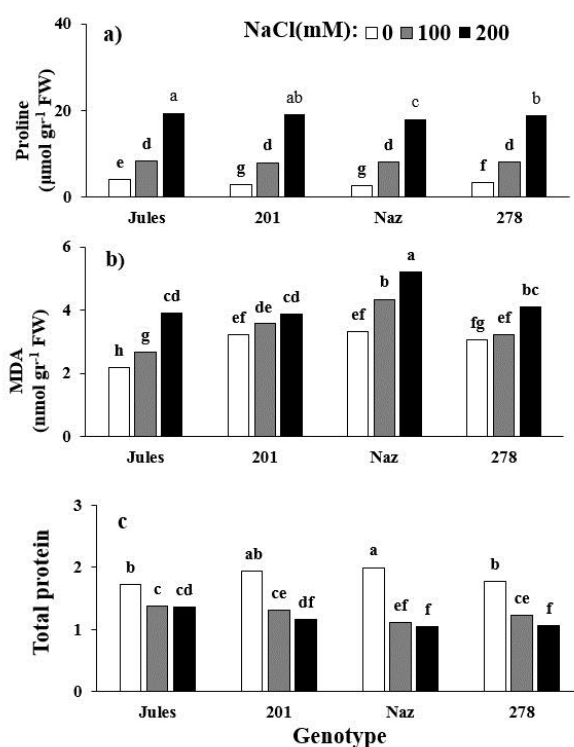 a) NaCl(mM): 0 100 200
40
20
0
Proline
(µmol gr-1 FW)
e d a g d ab g d c f d b
Jules 201 Naz 278
b)
6
4
2
0
MDA
(nmol gr-1 FW)
h g cd ef de cd ef b a fg ef bc
Jules 201 Naz 278
c
3
2
1
0
Total protein
b c cd ab ce df a ef f b ce f
Jules 201 Naz 278
Genotype